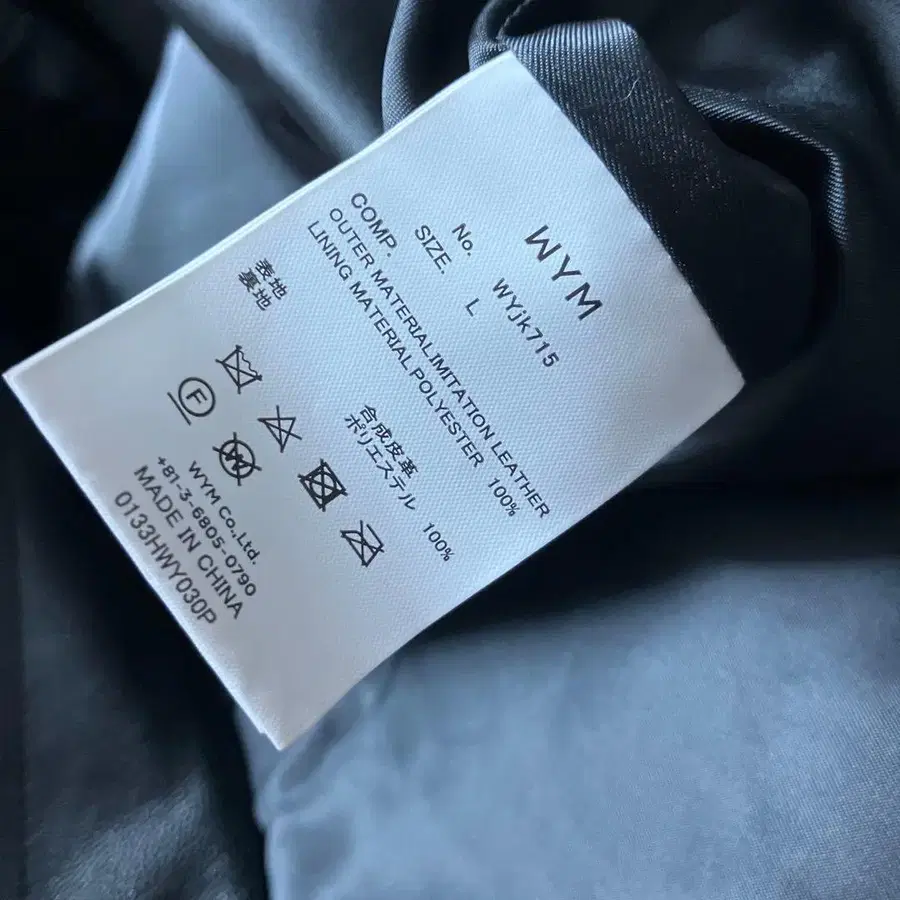 WYM
No. WYjk715
SIZE. L
COMP.
OUTER MATERIAL IMITATION LEATHER
LINING MATERIAL POLYESTER 100%
表地 合成皮革
裏地 ポリエステル 100%
F
W
WYM Co.,Ltd.
+81-3-6805-0790
MADE IN CHINA
0133HWY030P